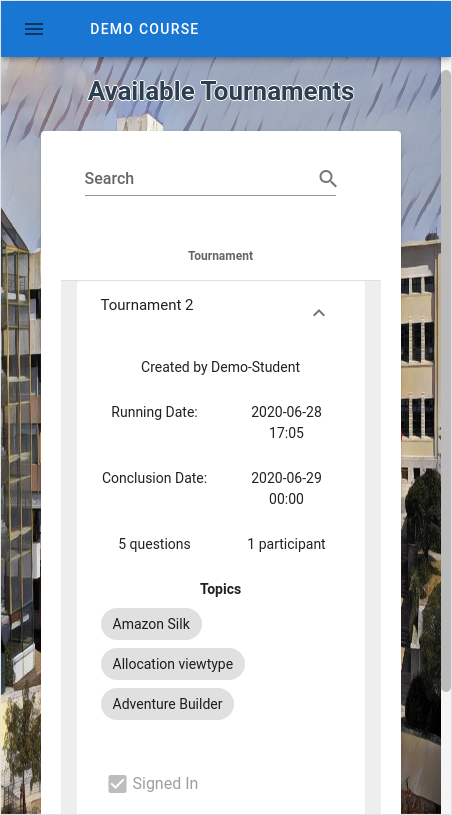 DEMO COURSE
Available Tournaments
Search
Tournament
Tournament 2
Created by Demo-Student
Running Date: 2020-06-28
17:05
Conclusion Date: 2020-06-29
00:00
5 questions 1 participant
Topics
Amazon Silk
Allocation viewtype
Adventure Builder
Signed In